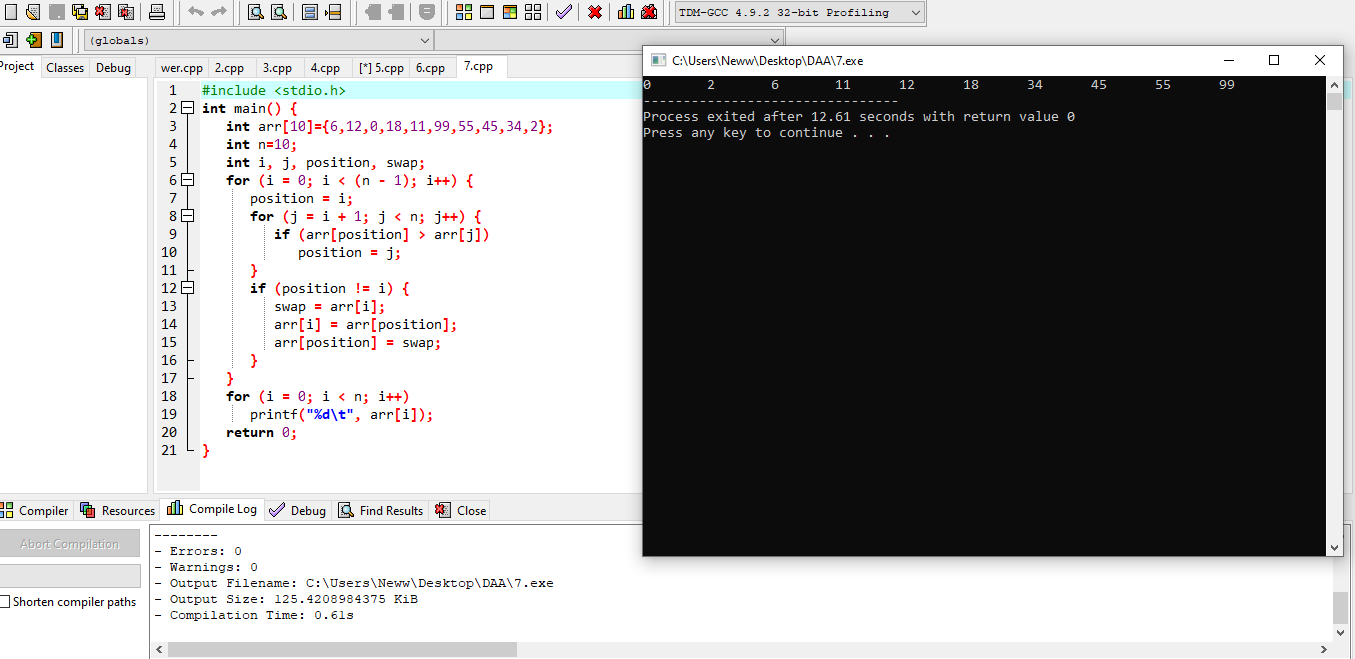 TDM-GCC 4.9.2 32-bit Profiling
(globals)
Project Classes Debug
wer.cpp 2.cpp 3.cpp 4.cpp [*] 5.cpp 6.cpp 7.cpp
1 #include <stdio.h>
2 int main() {
3 int arr[10]={6,12,0,18,11,99,55,45,34,2};
4 int n=10;
5 int i, j, position, swap;
6 for (i = 0; i < (n - 1); i++) {
7 position = i;
8 for (j = i + 1; j < n; j++) {
9 if (arr[position] > arr[j])
10 position = j;
11 }
12 if (position != i) {
13 swap = arr[i];
14 arr[i] = arr[position];
15 arr[position] = swap;
16 }
17 }
18 for (i = 0; i < n; i++)
19 printf("%d\t", arr[i]);
20 return 0;
21 }
C:\Users\Neww\Desktop\DAA\7.exe
0 2 6 11 12 18 34 45 55 99
--------------------------------
Process exited after 12.61 seconds with return value 0
Press any key to continue . . .
Compiler Resources Compile Log Debug Find Results Close
Abort Compilation
Shorten compiler paths
--------
- Errors: 0
- Warnings: 0
- Output Filename: C:\Users\Neww\Desktop\DAA\7.exe
- Output Size: 125.4208984375 KiB
- Compilation Time: 0.61s